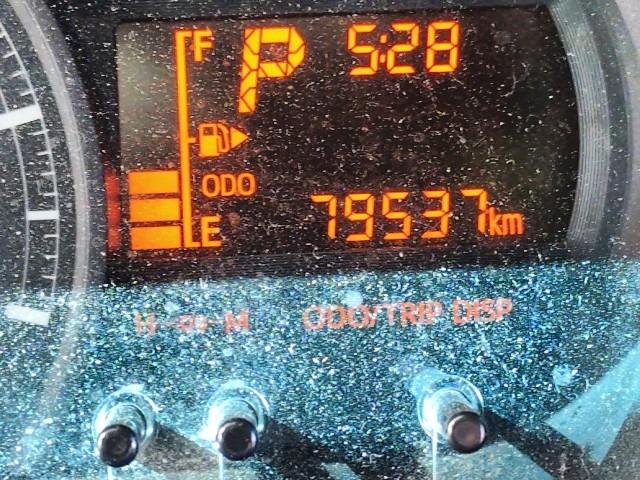 F P 5:28
ODO
E 79537km
H M ODO/TRIP DISP